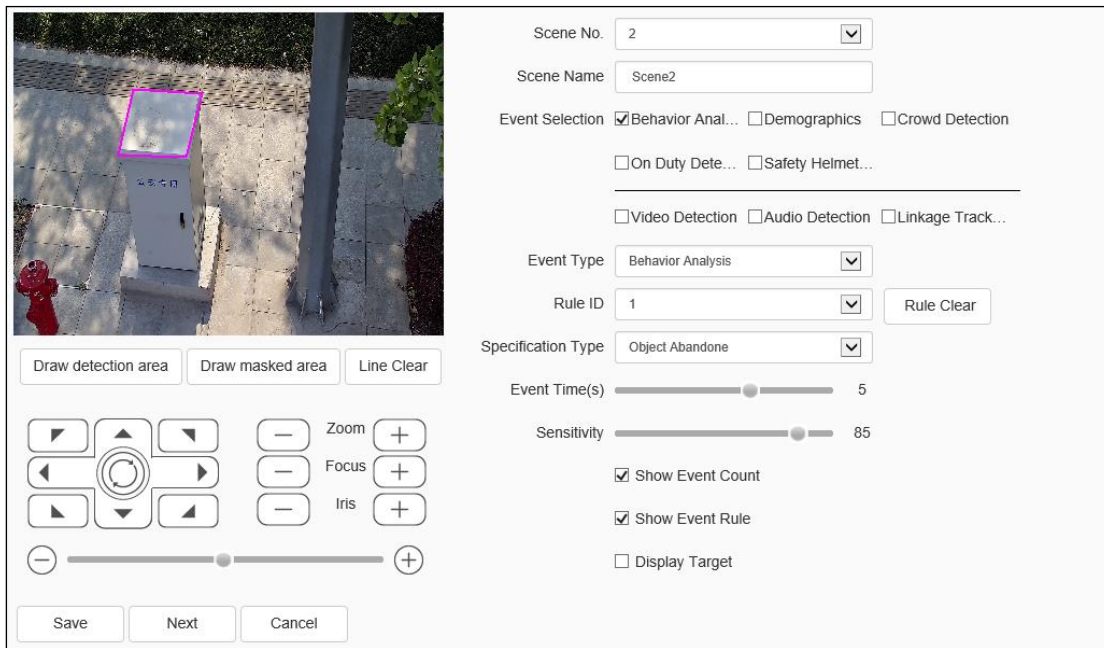 Scene No. 2
Scene Name Scene2
Event Selection Behavior Anal... Demographics Crowd Detection
On Duty Dete... Safety Helmet...
Video Detection Audio Detection Linkage Track...
Event Type Behavior Analysis
Rule ID 1 Rule Clear
Specification Type Object Abandone
Event Time(s) 5
Sensitivity 85
Show Event Count
Show Event Rule
Display Target
Draw detection area Draw masked area Line Clear
Zoom
Focus
Iris
Save Next Cancel